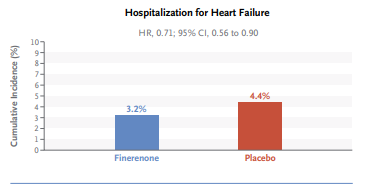 Hospitalization for Heart Failure
HR, 0.71; 95% CI, 0.56 to 0.90
Cumulative Incidence (%)
10
9
8
7
6
5
4
3
2
1
0
3.2%
4.4%
Finerenone
Placebo